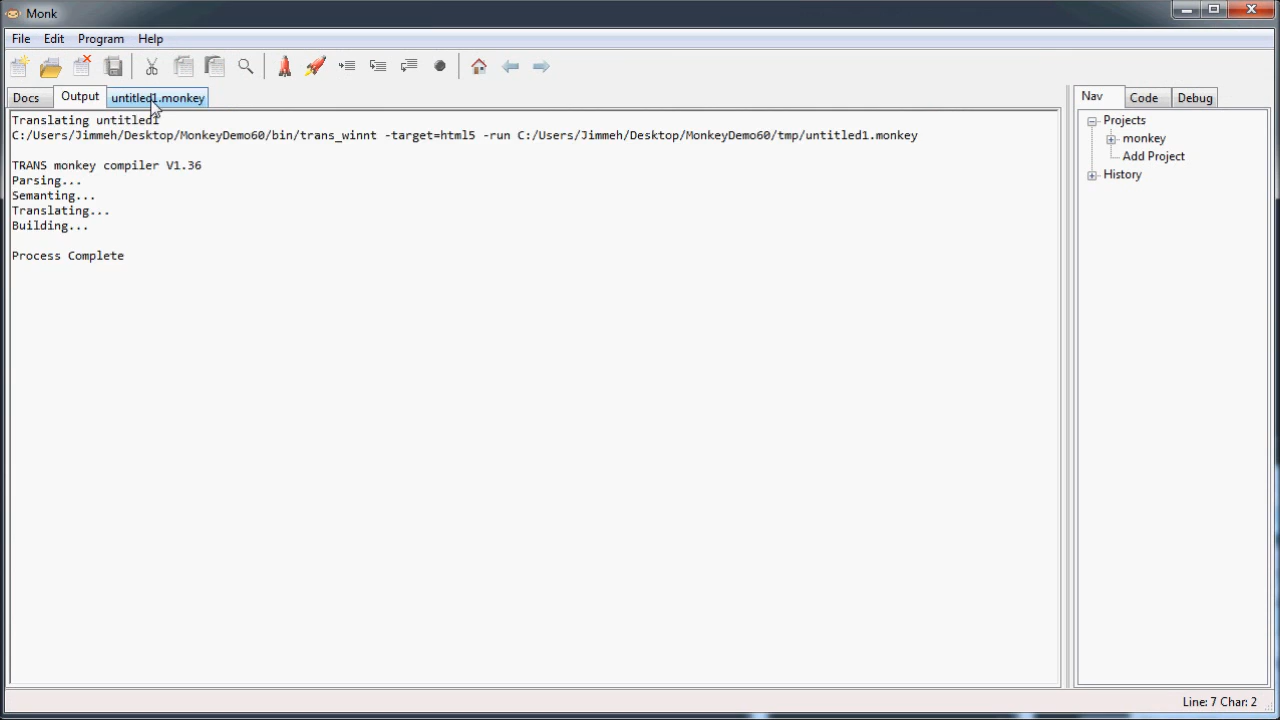 Monk
File Edit Program Help
Docs Output untitled1.monkey
Nav Code Debug
Translating untitled1
C:/Users/Jimmeh/Desktop/MonkeyDemo60/bin/trans_winnt -target=html5 -run C:/Users/Jimmeh/Desktop/MonkeyDemo60/tmp/untitled1.monkey
TRANS monkey compiler V1.36
Parsing...
Semanting...
Translating...
Building...
Process Complete
Projects
monkey
Add Project
History
Line: 7 Char: 2